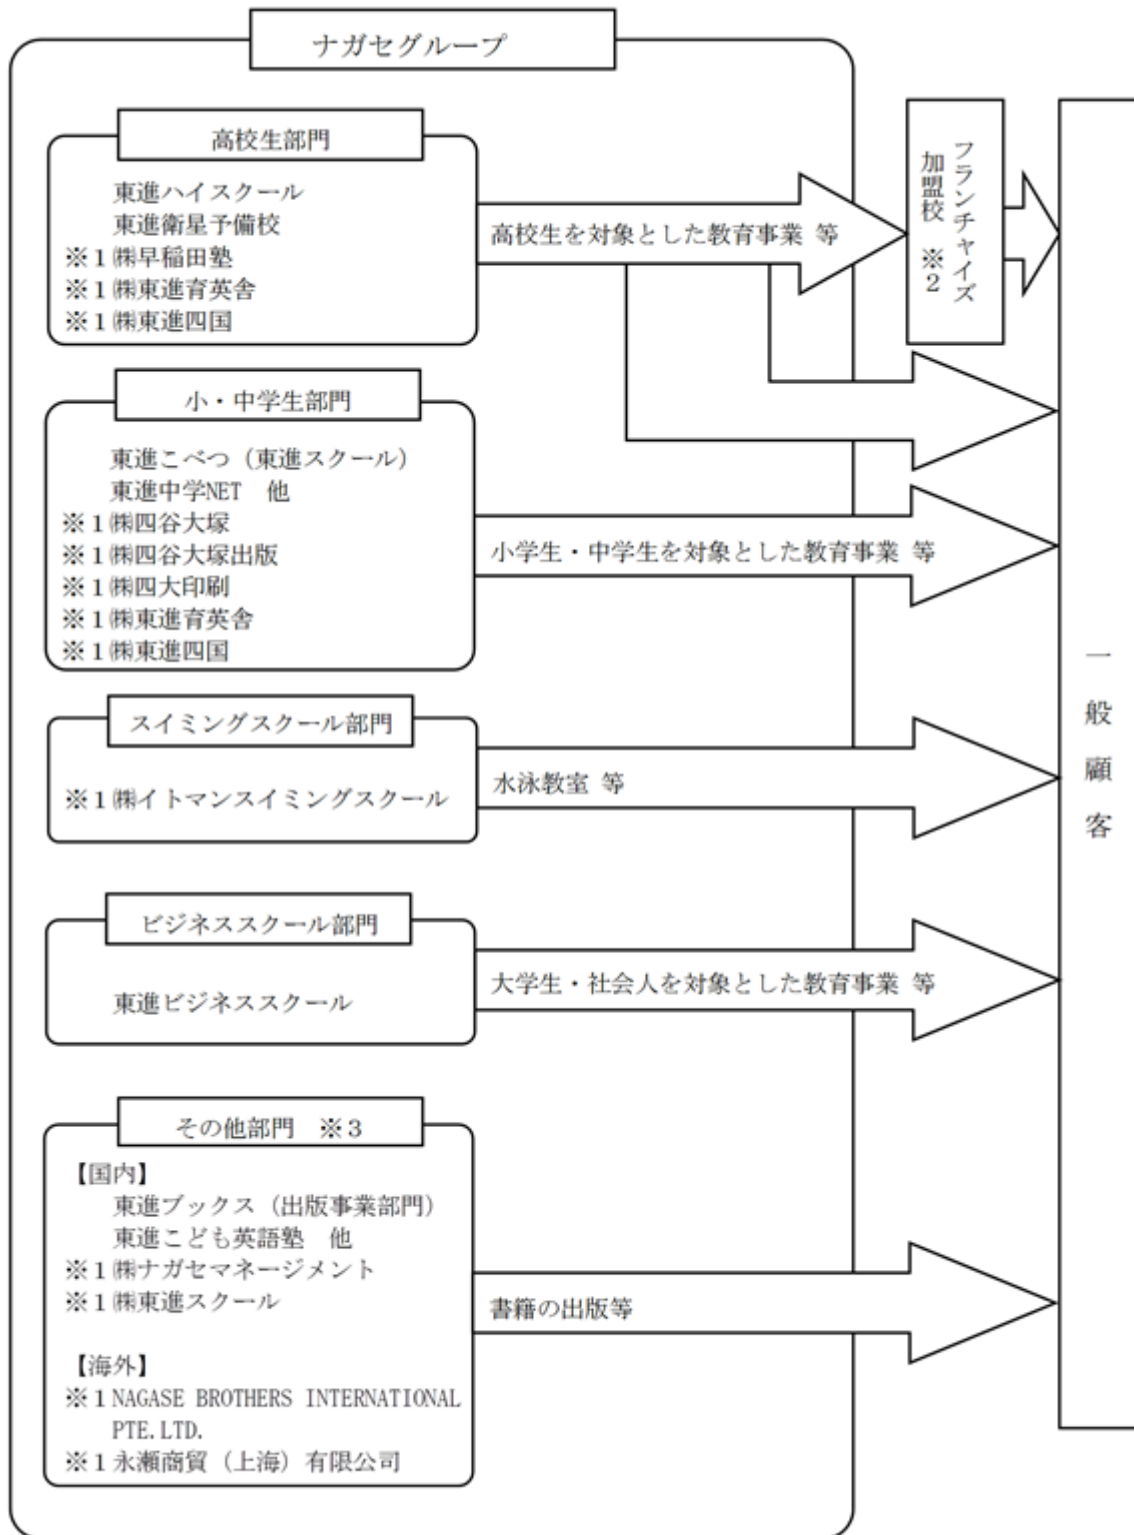 ナガセグループ
高校生部門
東進ハイスクール
東進衛星予備校
※1㈱早稲田塾
※1㈱東進育英舎
※1㈱東進四国
高校生を対象とした教育事業 等
フランチャイズ
加盟校 ※2
小・中学生部門
東進こべつ（東進スクール）
東進中学NET 他
※1㈱四谷大塚
※1㈱四谷大塚出版
※1㈱四大印刷
※1㈱東進育英舎
※1㈱東進四国
小学生・中学生を対象とした教育事業 等
スイミングスクール部門
※1㈱イトマンスイミングスクール
水泳教室 等
ビジネススクール部門
東進ビジネススクール
大学生・社会人を対象とした教育事業 等
その他部門 ※3
【国内】
東進ブックス（出版事業部門）
東進こども英語塾 他
※1㈱ナガセマネージメント
※1㈱東進スクール
【海外】
※1NAGASE BROTHERS INTERNATIONAL
PTE.LTD.
※1永瀬商貿（上海）有限公司
書籍の出版等
一般顧客